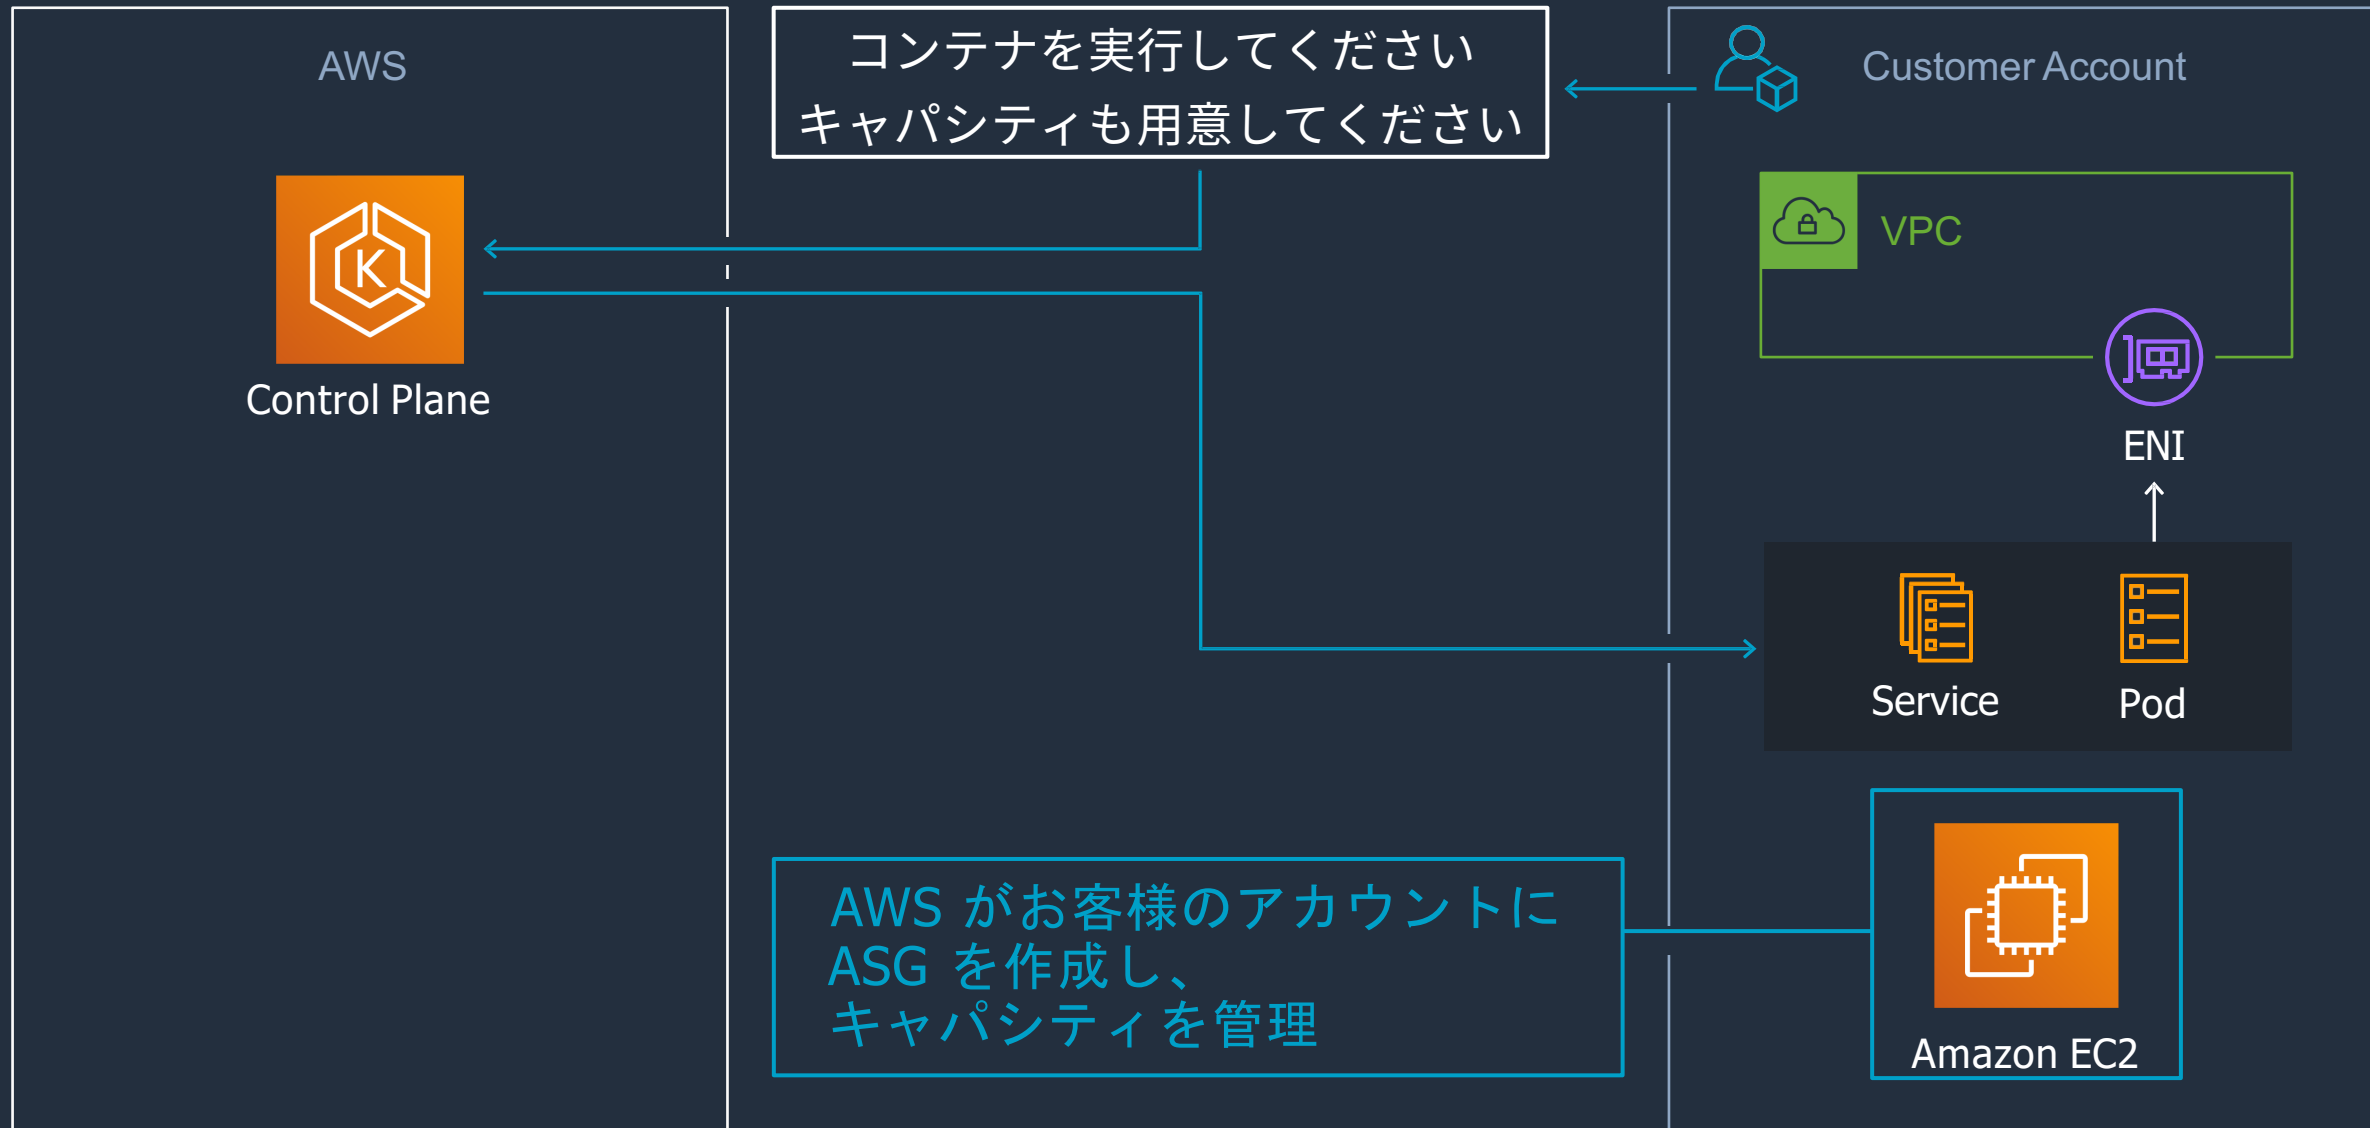 AWS
コンテナを実行してください
キャパシティも用意してください
Customer Account
VPC
K
Control Plane
ENI
Service
Pod
AWS がお客様のアカウントに
ASG を作成し、
キャパシティを管理
Amazon EC2